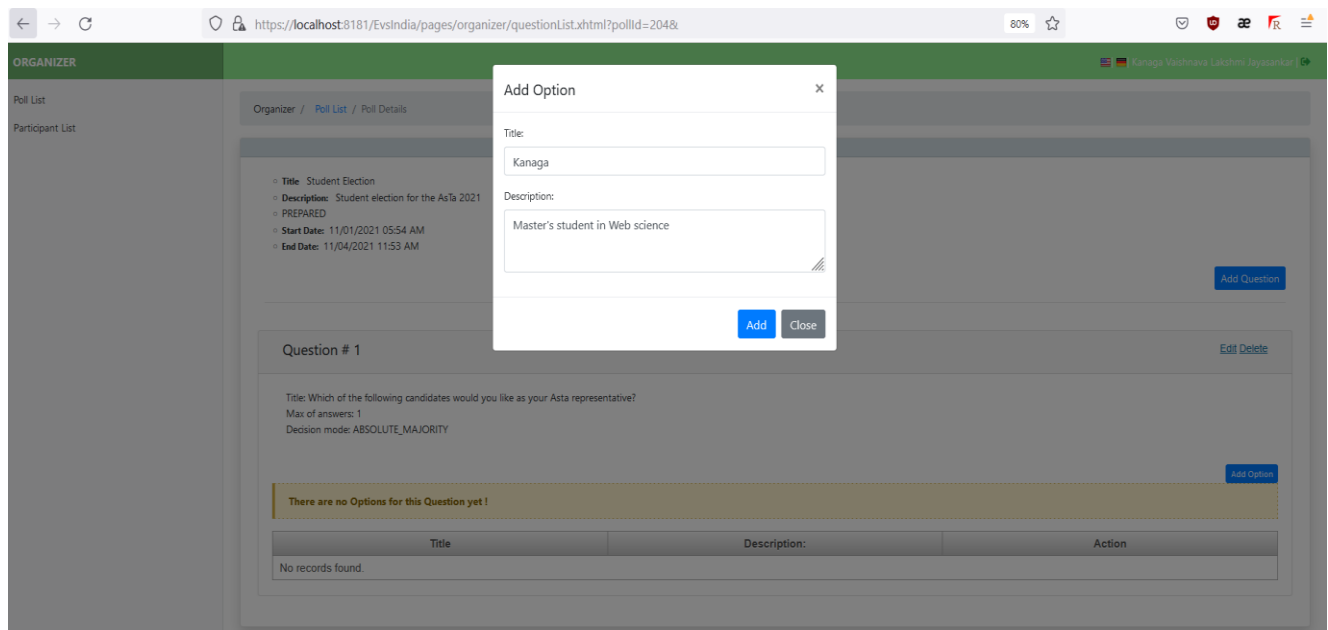 https://localhost:8181/EvsIndia/pages/organizer/questionList.xhtml?pollId=204&
80%
ORGANIZER
| Kanaga Vaishnava Lakshmi Jayasankar |
Poll List
Participant List
Organizer / Poll List / Poll Details
Add Option
×
Title:
Kanaga
Description:
Master's student in Web science
Add
Close
Title Student Election
Description: Student election for the AsTa 2021
PREPARED
Start Date: 11/01/2021 05:54 AM
End Date: 11/04/2021 11:53 AM
Add Question
Question # 1
Edit Delete
Title: Which of the following candidates would you like as your Asta representative?
Max of answers: 1
Decision mode: ABSOLUTE_MAJORITY
Add Option
There are no Options for this Question yet !
Title Description: Action
No records found.